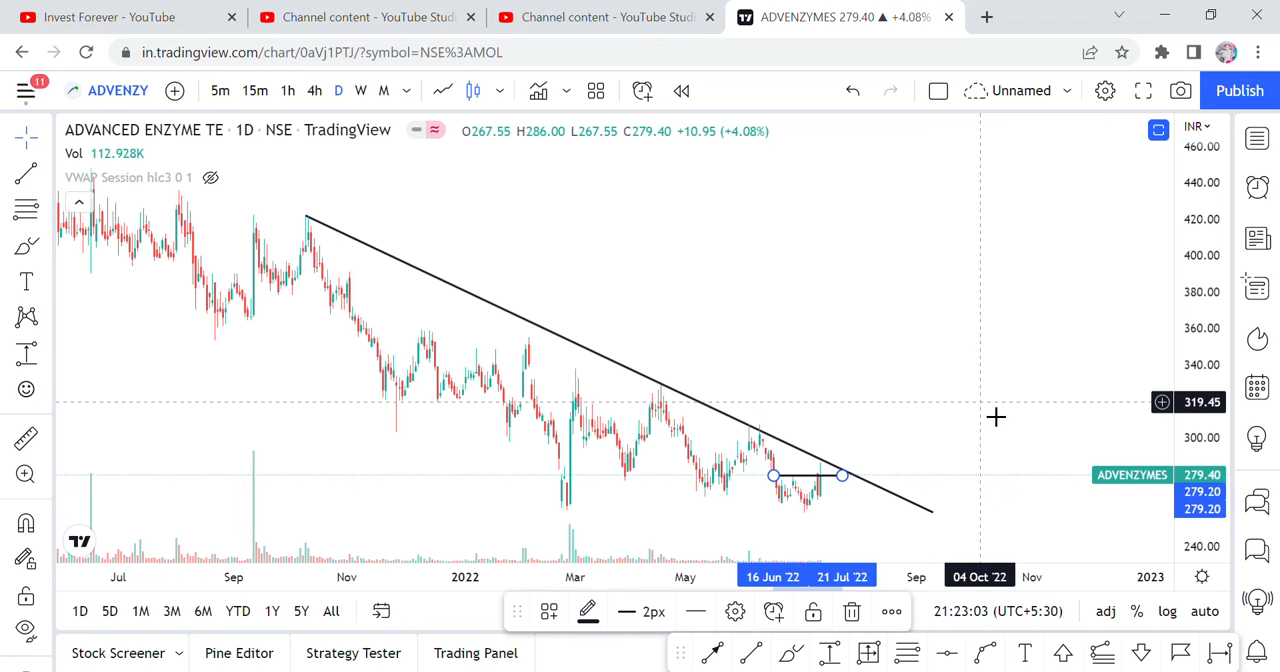 Invest Forever - YouTube
Channel content - YouTube Studi
Channel content - YouTube Studi
ADVENZYMES 279.40 ▲ +4.08%
in.tradingview.com/chart/0aVj1PTJ/?symbol=NSE%3AMOL
11
ADVENZY
5m 15m 1h 4h D W M
Unnamed
Publish
ADVANCED ENZYME TE · 1D · NSE · TradingView
O267.55 H286.00 L267.55 C279.40 +10.95 (+4.08%)
INR
Vol 112.928K
VWAP Session hlc3 0 1
460.00
440.00
420.00
400.00
380.00
360.00
340.00
319.45
300.00
ADVENZYMES 279.40
279.20
279.20
240.00
Jul Sep Nov 2022 Mar May 16 Jun '22 21 Jul '22 Sep 04 Oct '22 Nov 2023
1D 5D 1M 3M 6M YTD 1Y 5Y All
2px
21:23:03 (UTC+5:30)
adj % log auto
Stock Screener Pine Editor Strategy Tester Trading Panel